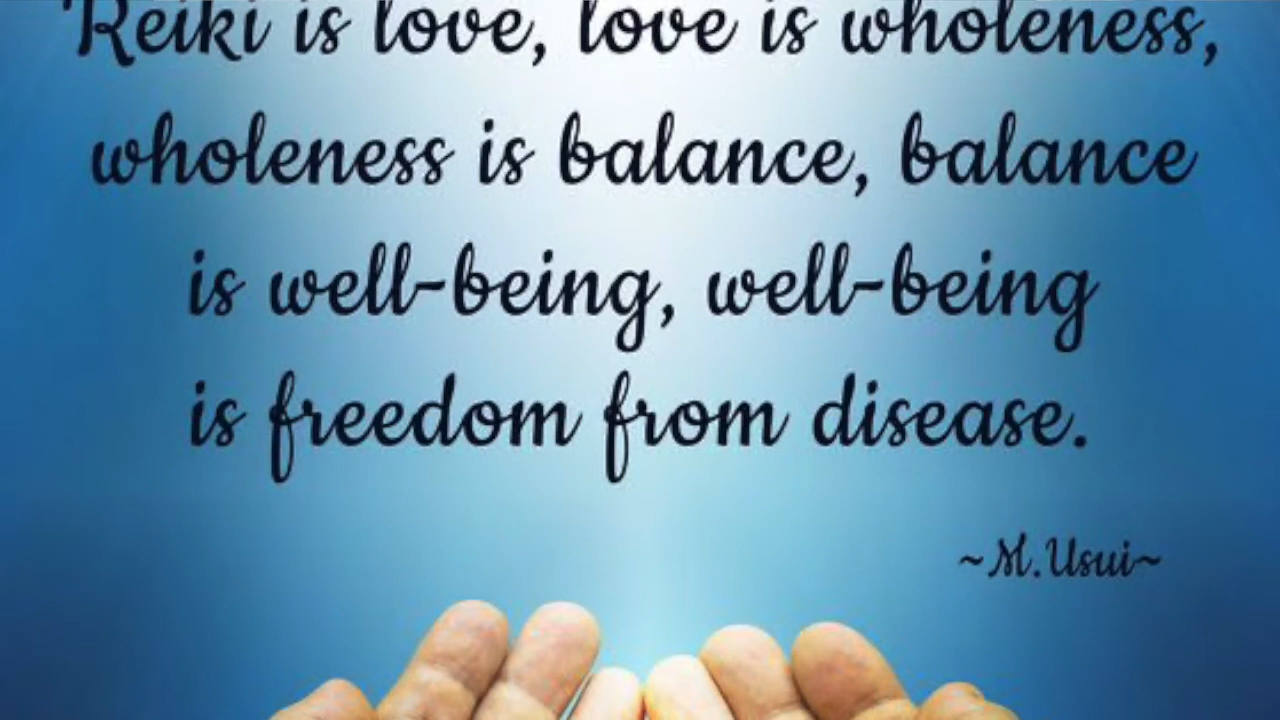 Reiki is love, love is wholeness,
wholeness is balance, balance
is well-being, well-being
is freedom from disease.
~M.Usui~